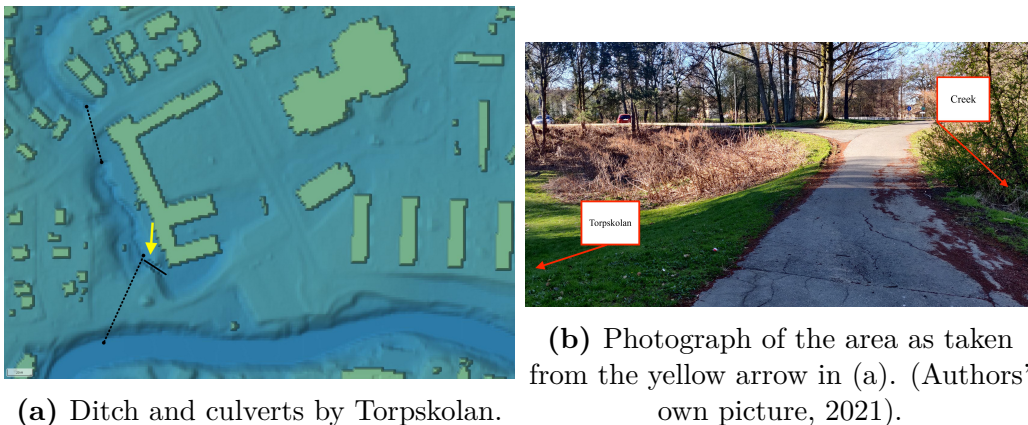 Creek
Torpskolan
(a) Ditch and culverts by Torpskolan.
(b) Photograph of the area as taken
from the yellow arrow in (a). (Authors'
own picture, 2021).